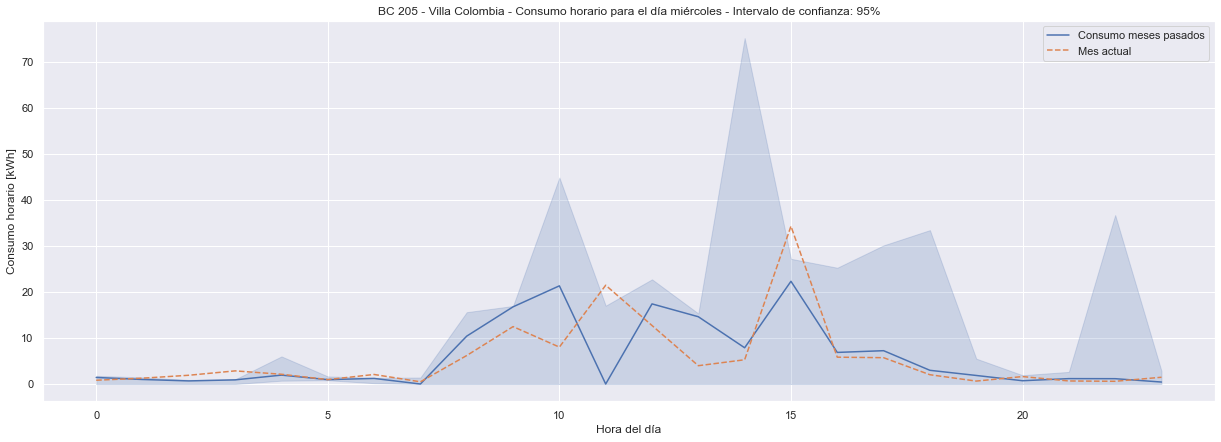 BC 205 - Villa Colombia - Consumo horario para el día miércoles - Intervalo de confianza: 95%
Consumo meses pasados
Mes actual
Consumo horario [kWh]
70
60
50
40
30
20
10
0
0 5 10 15 20
Hora del día